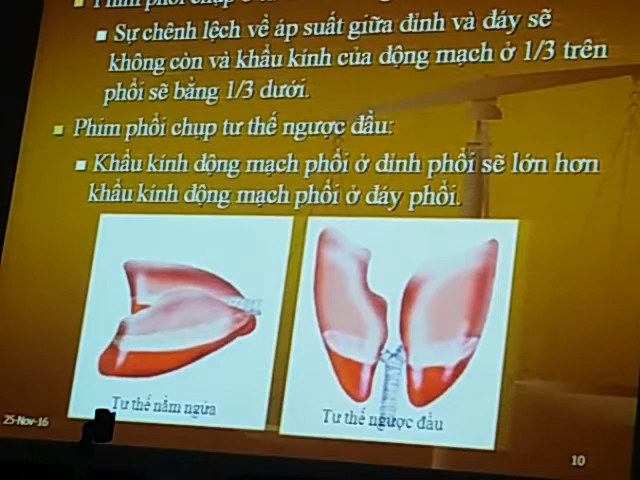 Phim phổi chụp ở
Sự chênh lệch về áp suất giữa đỉnh và đáy sẽ
không còn và khẩu kính của động mạch ở 1/3 trên
phổi sẽ bằng 1/3 dưới.
Phim phổi chụp tư thế ngược đầu:
Khẩu kính động mạch phổi ở đỉnh phổi sẽ lớn hơn
khẩu kính động mạch phổi ở đáy phổi.
Tư thế nằm ngửa
Tư thế ngược đầu
25-Nov-16
10